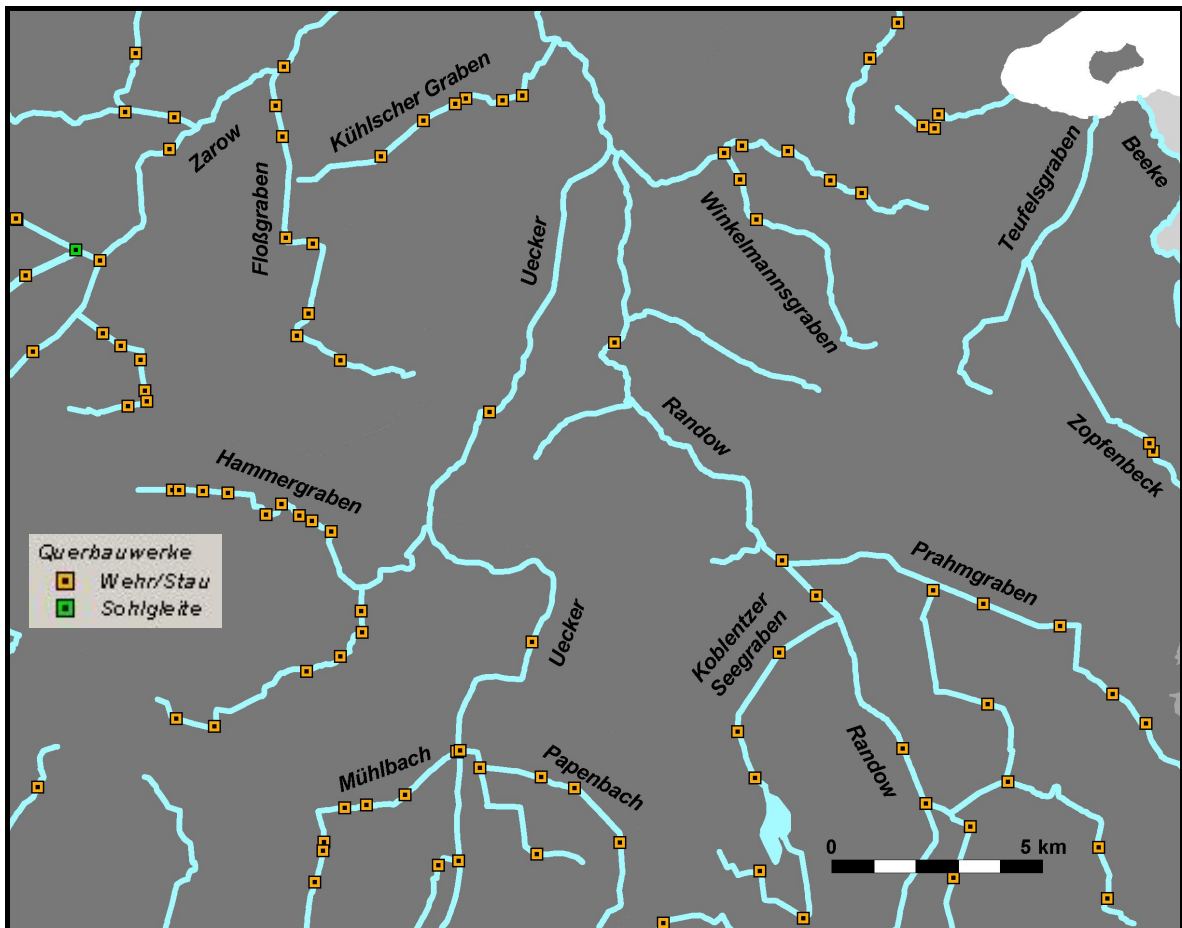 Kühlscher Graben
Zarow
Floßgraben
Uecker
Winkelmannsgraben
Teufelsgraben
Beeke
Randow
Zopfenbeck
Hammergraben
Querbauwerke
Wehr/Stau
Sohlgleite
Prahmgraben
Koblentzer
Seegraben
Uecker
Randow
Mühlbach
Papenbach
0 5 km